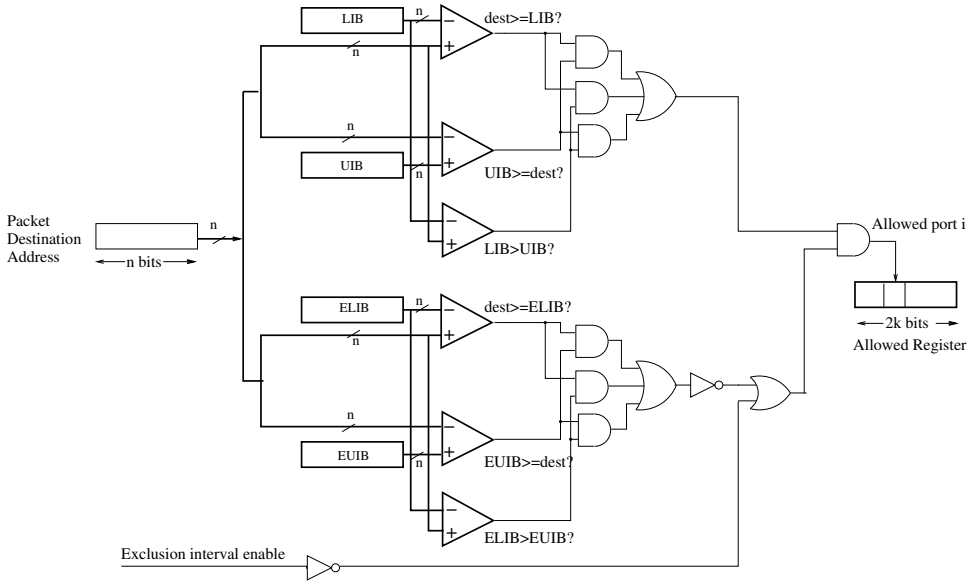 LIB
n
dest>=LIB?
−
+
n
n
−
UIB
n
+
UIB>=dest?
−
+
LIB>UIB?
Packet
Destination
Address
n
n bits
Allowed port i
2k bits
Allowed Register
ELIB
n
dest>=ELIB?
−
+
n
n
−
EUIB
n
+
EUIB>=dest?
−
+
ELIB>EUIB?
Exclusion interval enable